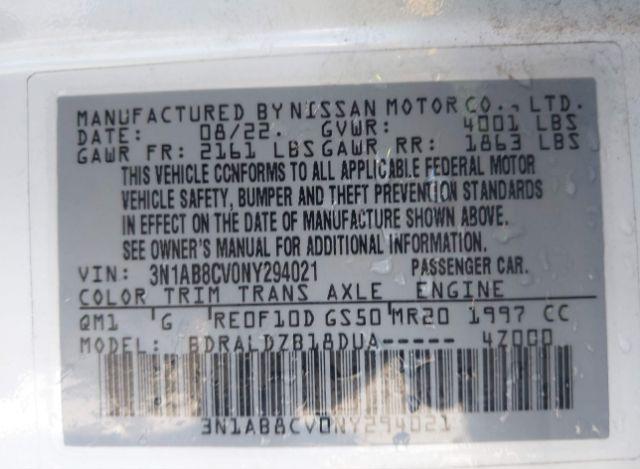 MANUFACTURED BY NISSAN MOTOR CO., LTD.
DATE: 08/22. GVWR: 4001 LBS
GAWR FR: 2161 LBS GAWR RR: 1863 LBS
THIS VEHICLE CONFORMS TO ALL APPLICABLE FEDERAL MOTOR
VEHICLE SAFETY, BUMPER AND THEFT PREVENTION STANDARDS
IN EFFECT ON THE DATE OF MANUFACTURE SHOWN ABOVE.
SEE OWNER'S MANUAL FOR ADDITIONAL INFORMATION.
VIN: 3N1AB8CV0NY294021 PASSENGER CAR.
COLOR TRIM TRANS AXLE ENGINE
QM1 G RE0F10D GS50 MR20 1997 CC
MODEL: BDRALDZB18DUA----- 4Z000
3N1AB8CV0NY294021